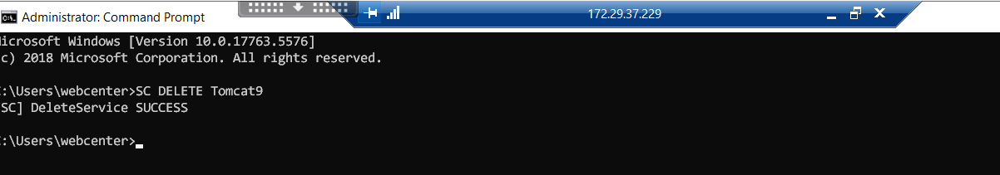 Administrator: Command Prompt
172.29.37.229
icrosoft Windows [Version 10.0.17763.5576]
c) 2018 Microsoft Corporation. All rights reserved.
:\Users\webcenter>SC DELETE Tomcat9
SC] DeleteService SUCCESS
:\Users\webcenter>